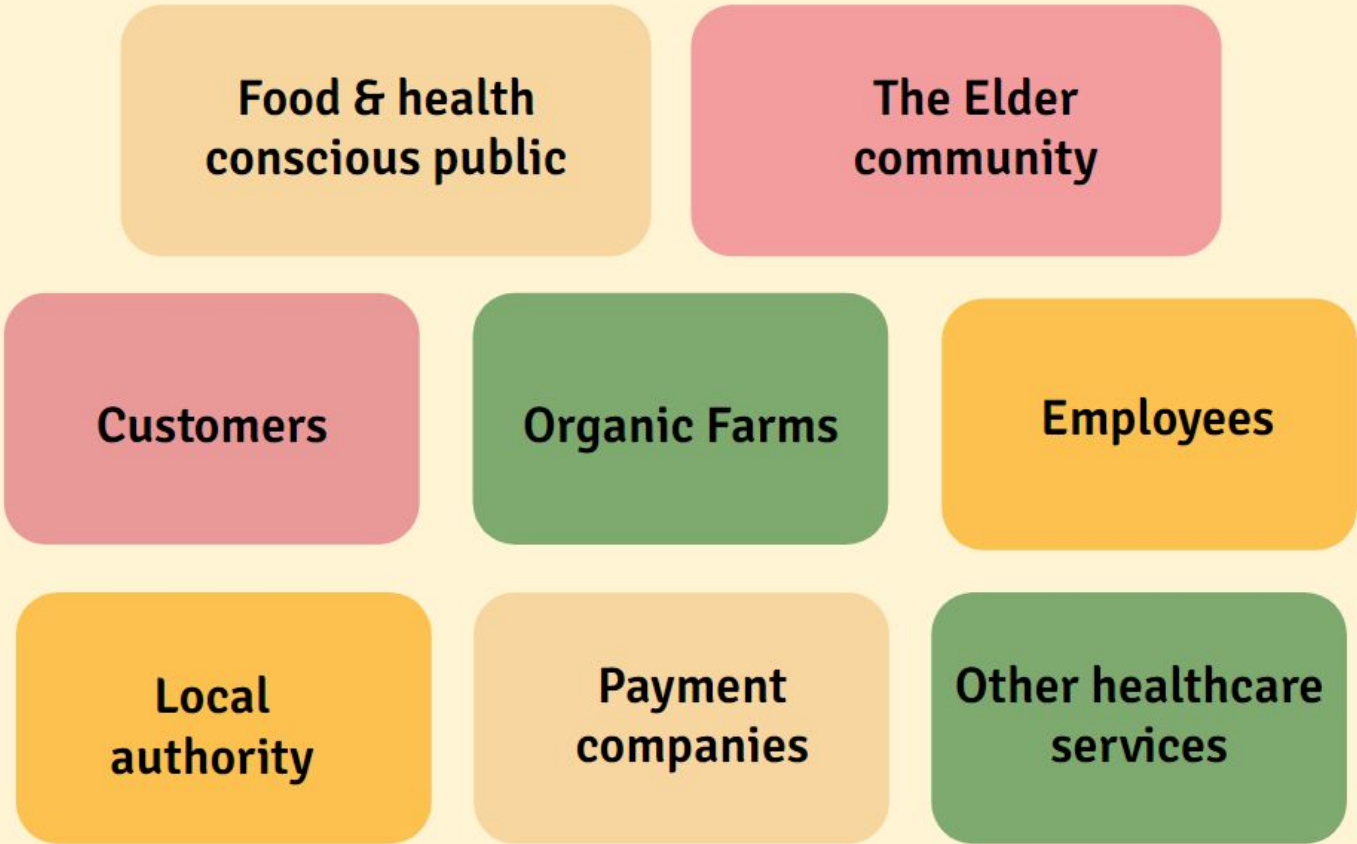 Food & health
conscious public
The Elder
community
Customers
Organic Farms
Employees
Local
authority
Payment
companies
Other healthcare
services